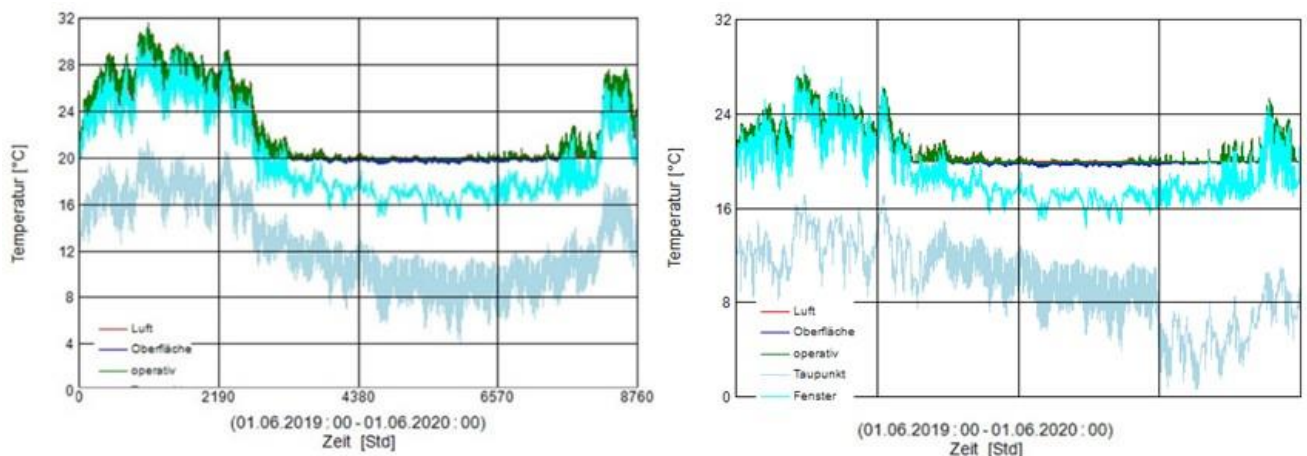 Temperatur [°C]
32
28
24
20
16
12
8
4
0
Luft
Oberfläche
operativ
0
2190
4380
6570
8760
(01.06.2019 : 00 - 01.06.2020 : 00)
Zeit [Std]
Temperatur [°C]
32
24
16
8
0
Luft
Oberfläche
operativ
Taupunkt
Fenster
(01.06.2019 : 00 - 01.06.2020 : 00)
Zeit [Std]